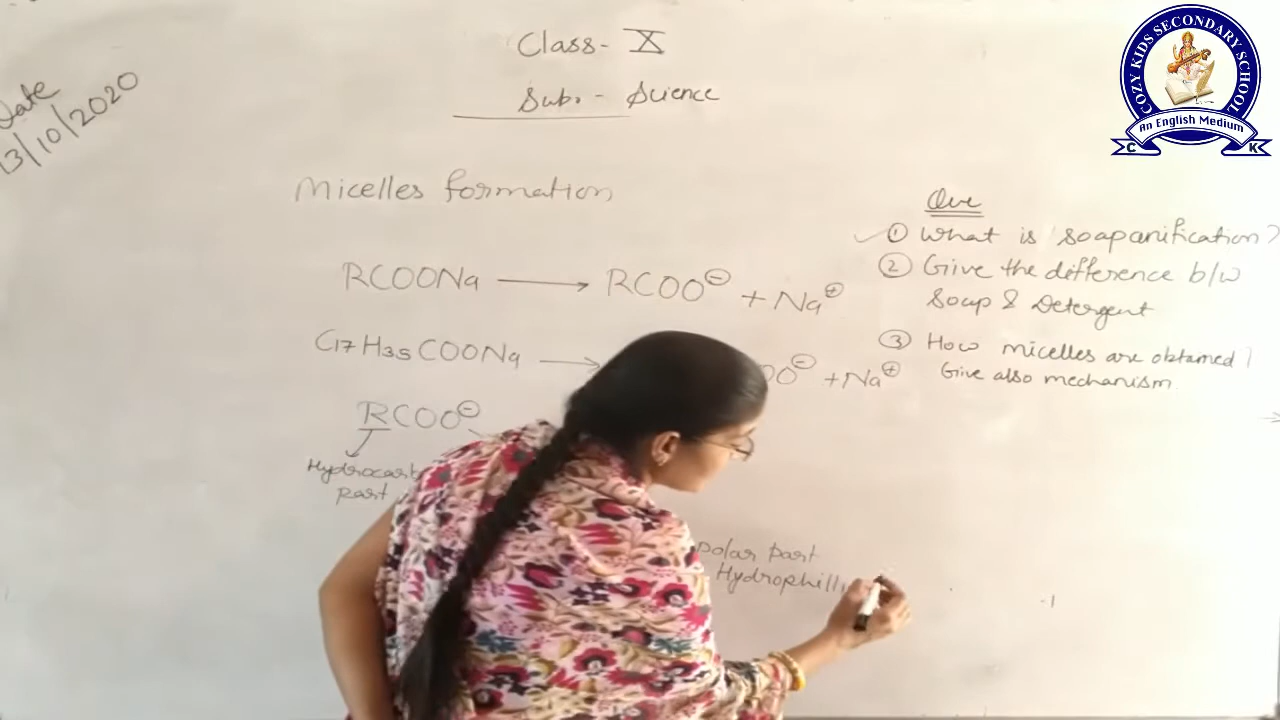 Class- X
Sub:- Science
Date
13/10/2020
Micelles formation
RCOONa → RCOO⊖ + Na⊕
C17H35COONa → OO⊖ + Na⊕
RCOO⊖
Hydrocarb
part
polar part
Hydrophilli
Que
① What is soapanification?
② Give the difference b/w
Soap & Detergent
③ How micelles are obtained?
Give also mechanism.
COZY KIDS SECONDARY SCHOOL
An English Medium
C K